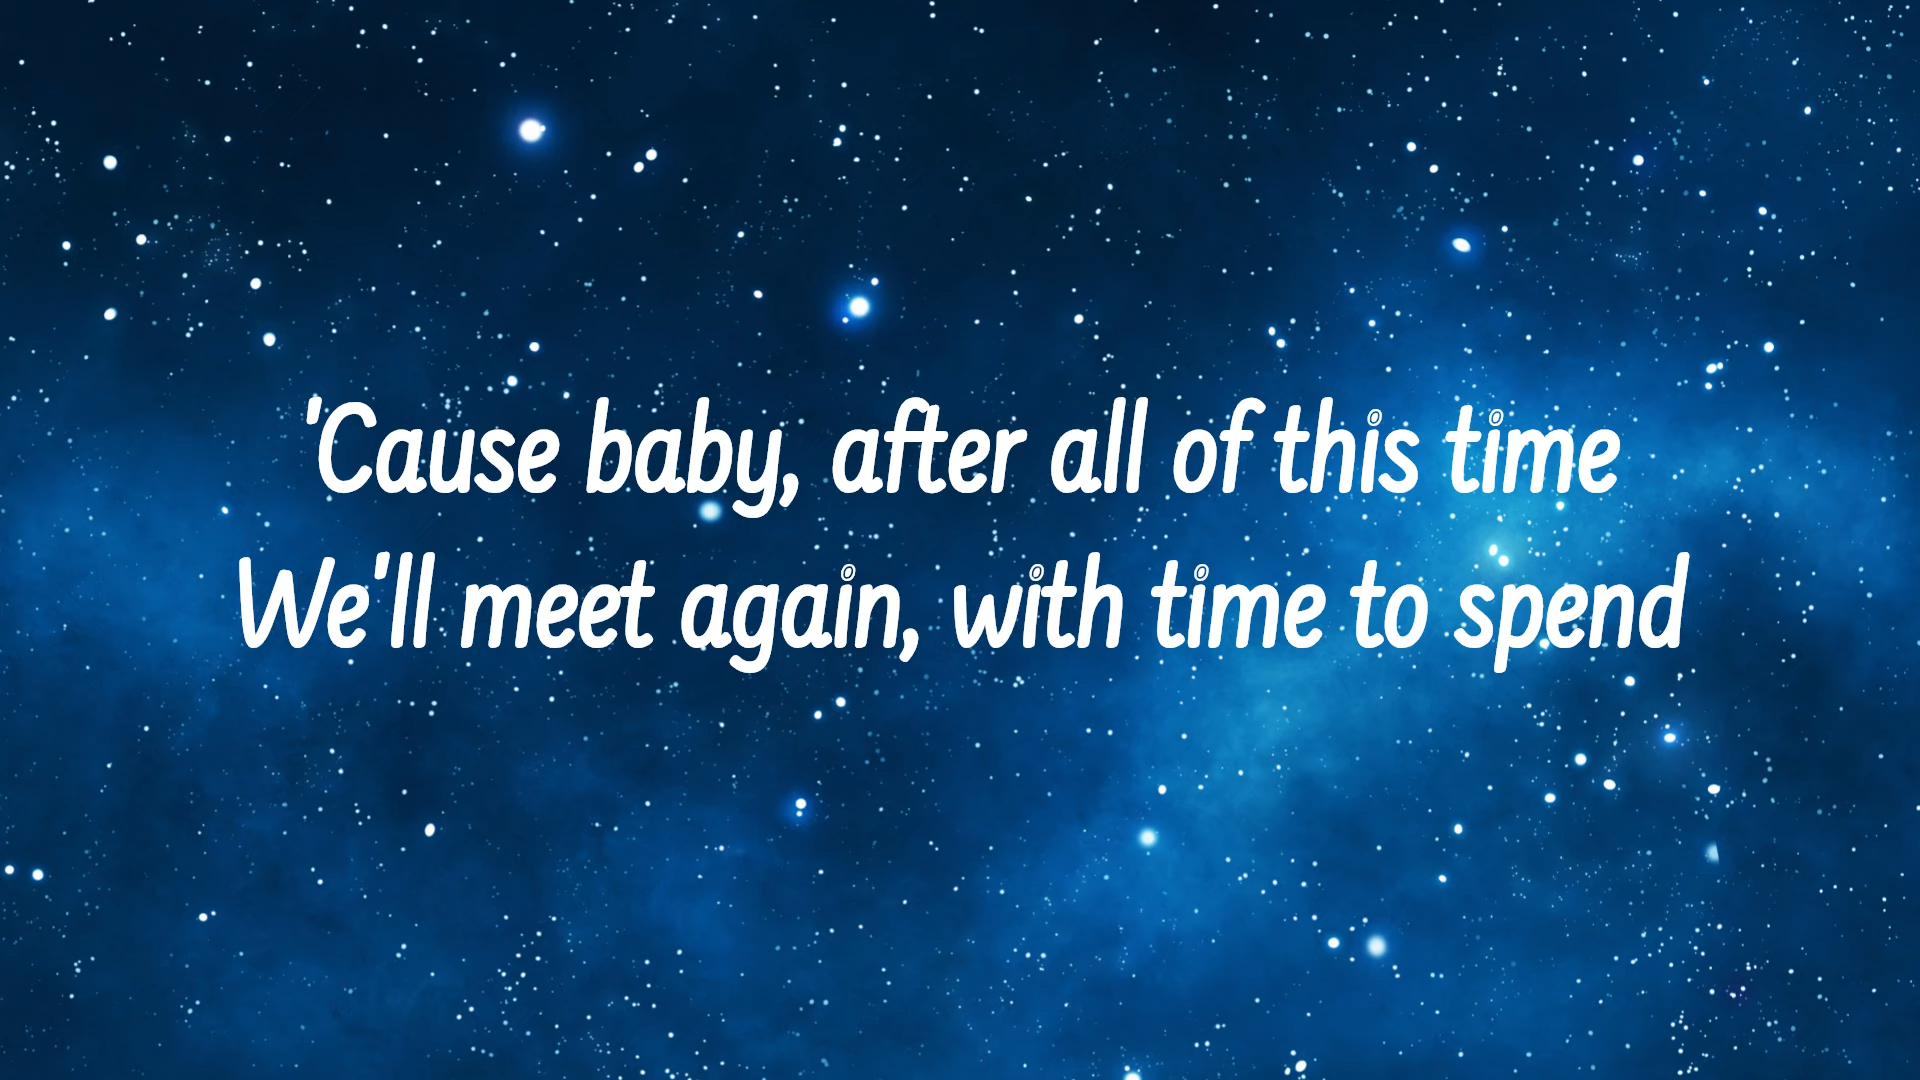 'Cause baby, after all of this time
We'll meet again, with time to spend